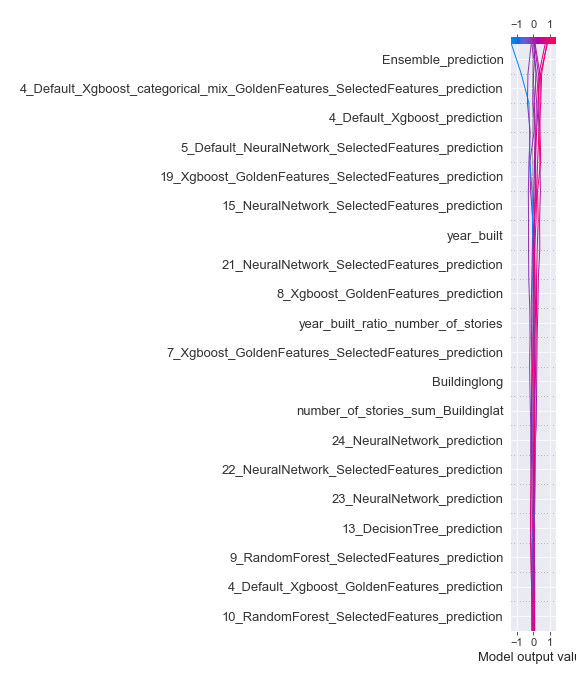 −1 0 1
Ensemble_prediction
4_Default_Xgboost_categorical_mix_GoldenFeatures_SelectedFeatures_prediction
4_Default_Xgboost_prediction
5_Default_NeuralNetwork_SelectedFeatures_prediction
19_Xgboost_GoldenFeatures_SelectedFeatures_prediction
15_NeuralNetwork_SelectedFeatures_prediction
year_built
21_NeuralNetwork_SelectedFeatures_prediction
8_Xgboost_GoldenFeatures_prediction
year_built_ratio_number_of_stories
7_Xgboost_GoldenFeatures_SelectedFeatures_prediction
Buildinglong
number_of_stories_sum_Buildinglat
24_NeuralNetwork_prediction
22_NeuralNetwork_SelectedFeatures_prediction
23_NeuralNetwork_prediction
13_DecisionTree_prediction
9_RandomForest_SelectedFeatures_prediction
4_Default_Xgboost_GoldenFeatures_prediction
10_RandomForest_SelectedFeatures_prediction
−1 0 1
Model output valu